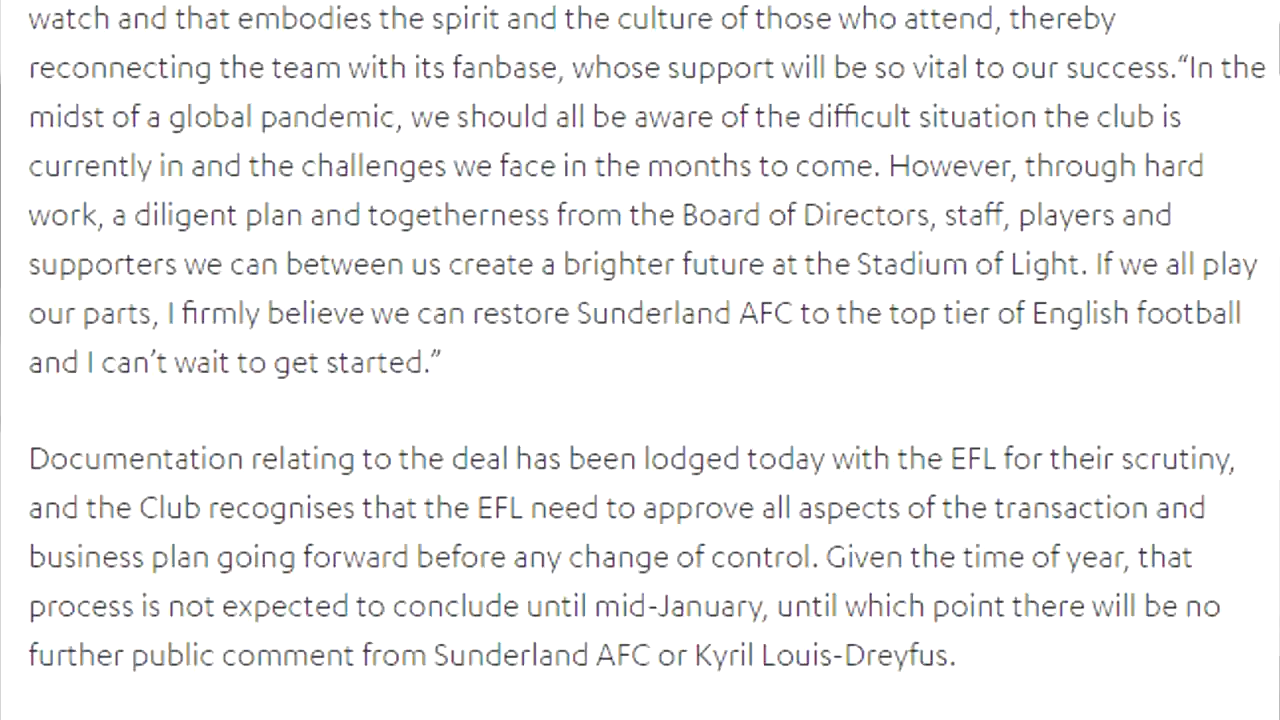 watch and that embodies the spirit and the culture of those who attend, thereby
reconnecting the team with its fanbase, whose support will be so vital to our success.“In the
midst of a global pandemic, we should all be aware of the difficult situation the club is
currently in and the challenges we face in the months to come. However, through hard
work, a diligent plan and togetherness from the Board of Directors, staff, players and
supporters we can between us create a brighter future at the Stadium of Light. If we all play
our parts, I firmly believe we can restore Sunderland AFC to the top tier of English football
and I can’t wait to get started.”
Documentation relating to the deal has been lodged today with the EFL for their scrutiny,
and the Club recognises that the EFL need to approve all aspects of the transaction and
business plan going forward before any change of control. Given the time of year, that
process is not expected to conclude until mid-January, until which point there will be no
further public comment from Sunderland AFC or Kyril Louis-Dreyfus.